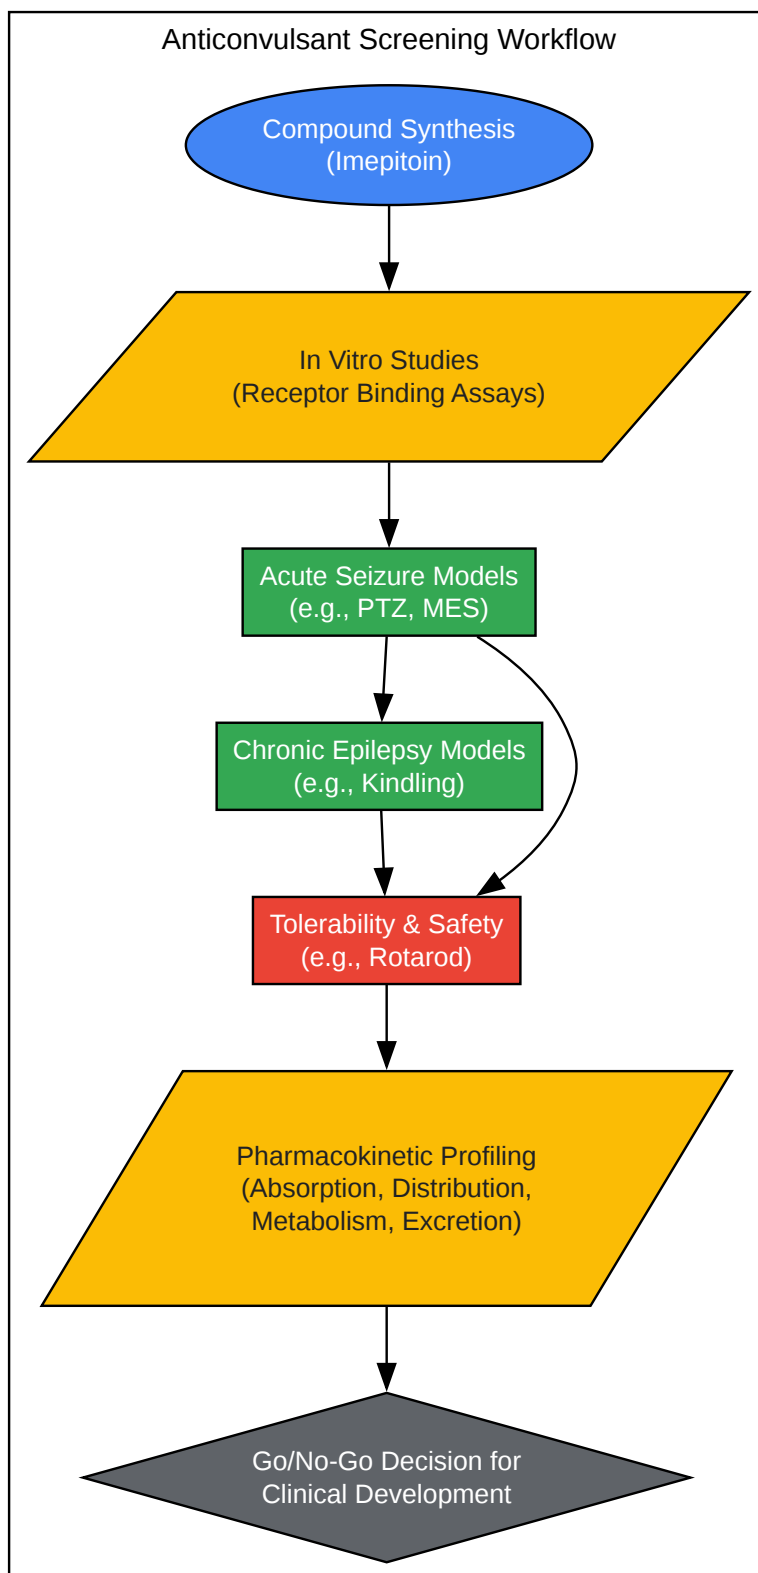 Anticonvulsant Screening Workflow
Compound Synthesis
(Imepitoin)
In Vitro Studies
(Receptor Binding Assays)
Acute Seizure Models
(e.g., PTZ, MES)
Chronic Epilepsy Models
(e.g., Kindling)
Tolerability & Safety
(e.g., Rotarod)
Pharmacokinetic Profiling
(Absorption, Distribution,
Metabolism, Excretion)
Go/No-Go Decision for
Clinical Development